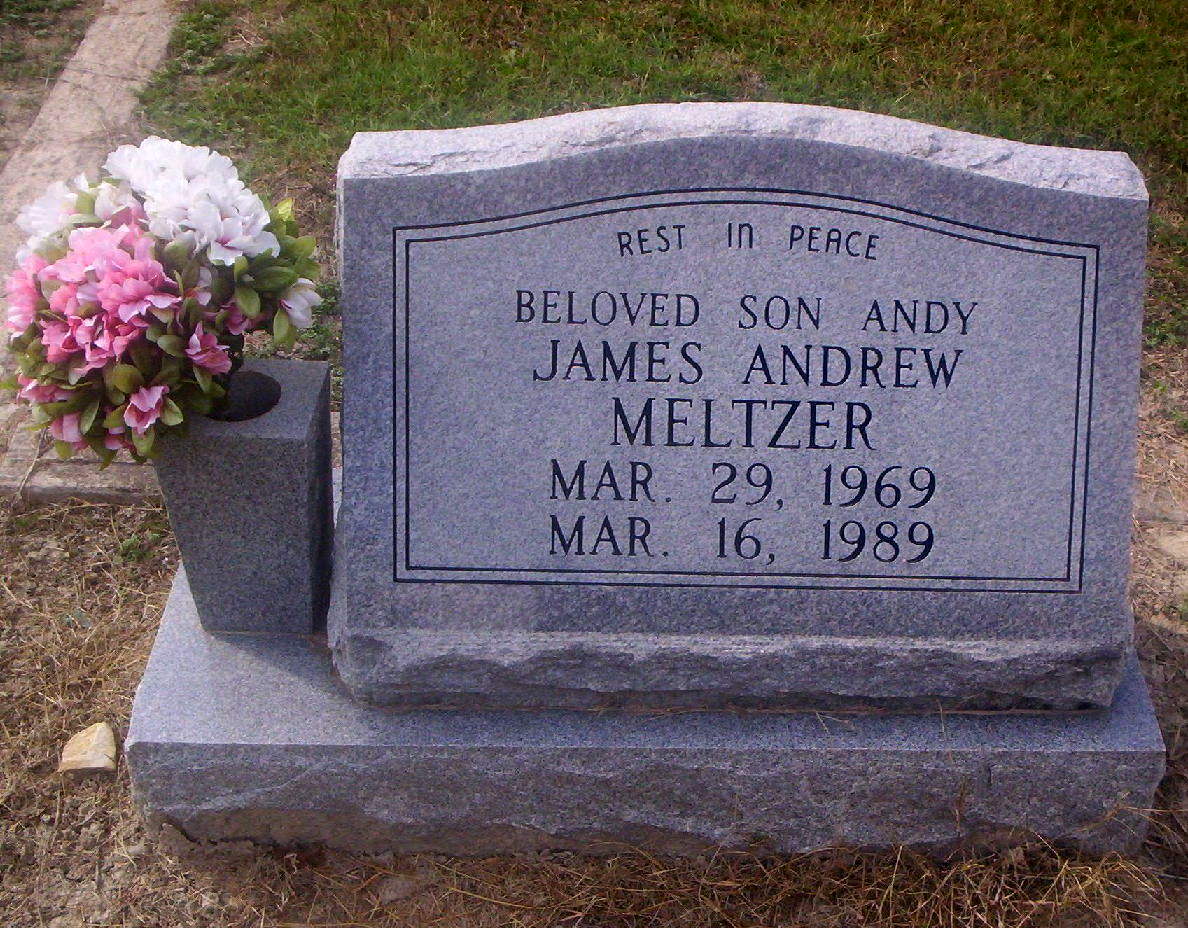 REST IN PEACE
BELOVED SON ANDY
JAMES ANDREW
MELTZER
MAR. 29, 1969
MAR. 16, 1989